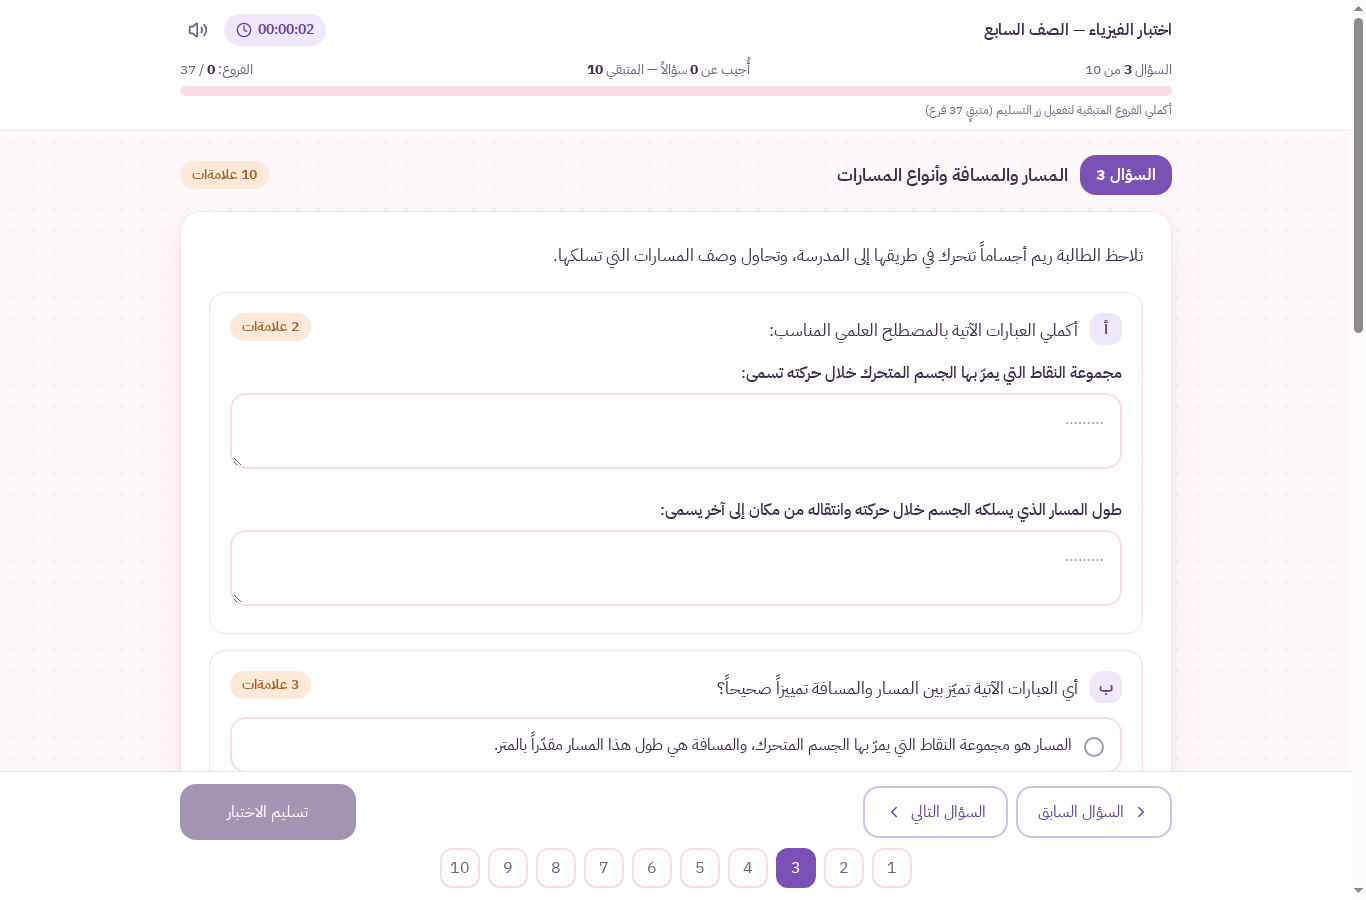 اختبار الفيزياء — الصف السابع
00:00:02
السؤال 3 من 10
أُجيب عن 0 سؤالاً — المتبقي 10
الفروع: 0 / 37
أكملي الفروع المتبقية لتفعيل زر التسليم (متبقٍ 37 فرع)
السؤال 3
المسار والمسافة وأنواع المسارات
10 علامات
تلاحظ الطالبة ريم أجساماً تتحرك في طريقها إلى المدرسة، وتحاول وصف المسارات التي تسلكها.
أ
أكملي العبارات الآتية بالمصطلح العلمي المناسب:
2 علامات
مجموعة النقاط التي يمرّ بها الجسم المتحرك خلال حركته تسمى:
.........
طول المسار الذي يسلكه الجسم خلال حركته وانتقاله من مكان إلى آخر يسمى:
.........
ب
أي العبارات الآتية تميّز بين المسار والمسافة تمييزاً صحيحاً؟
3 علامات
المسار هو مجموعة النقاط التي يمرّ بها الجسم المتحرك، والمسافة هي طول هذا المسار مقدّراً بالمتر.
السؤال السابق
السؤال التالي
تسليم الاختبار
1 2 3 4 5 6 7 8 9 10